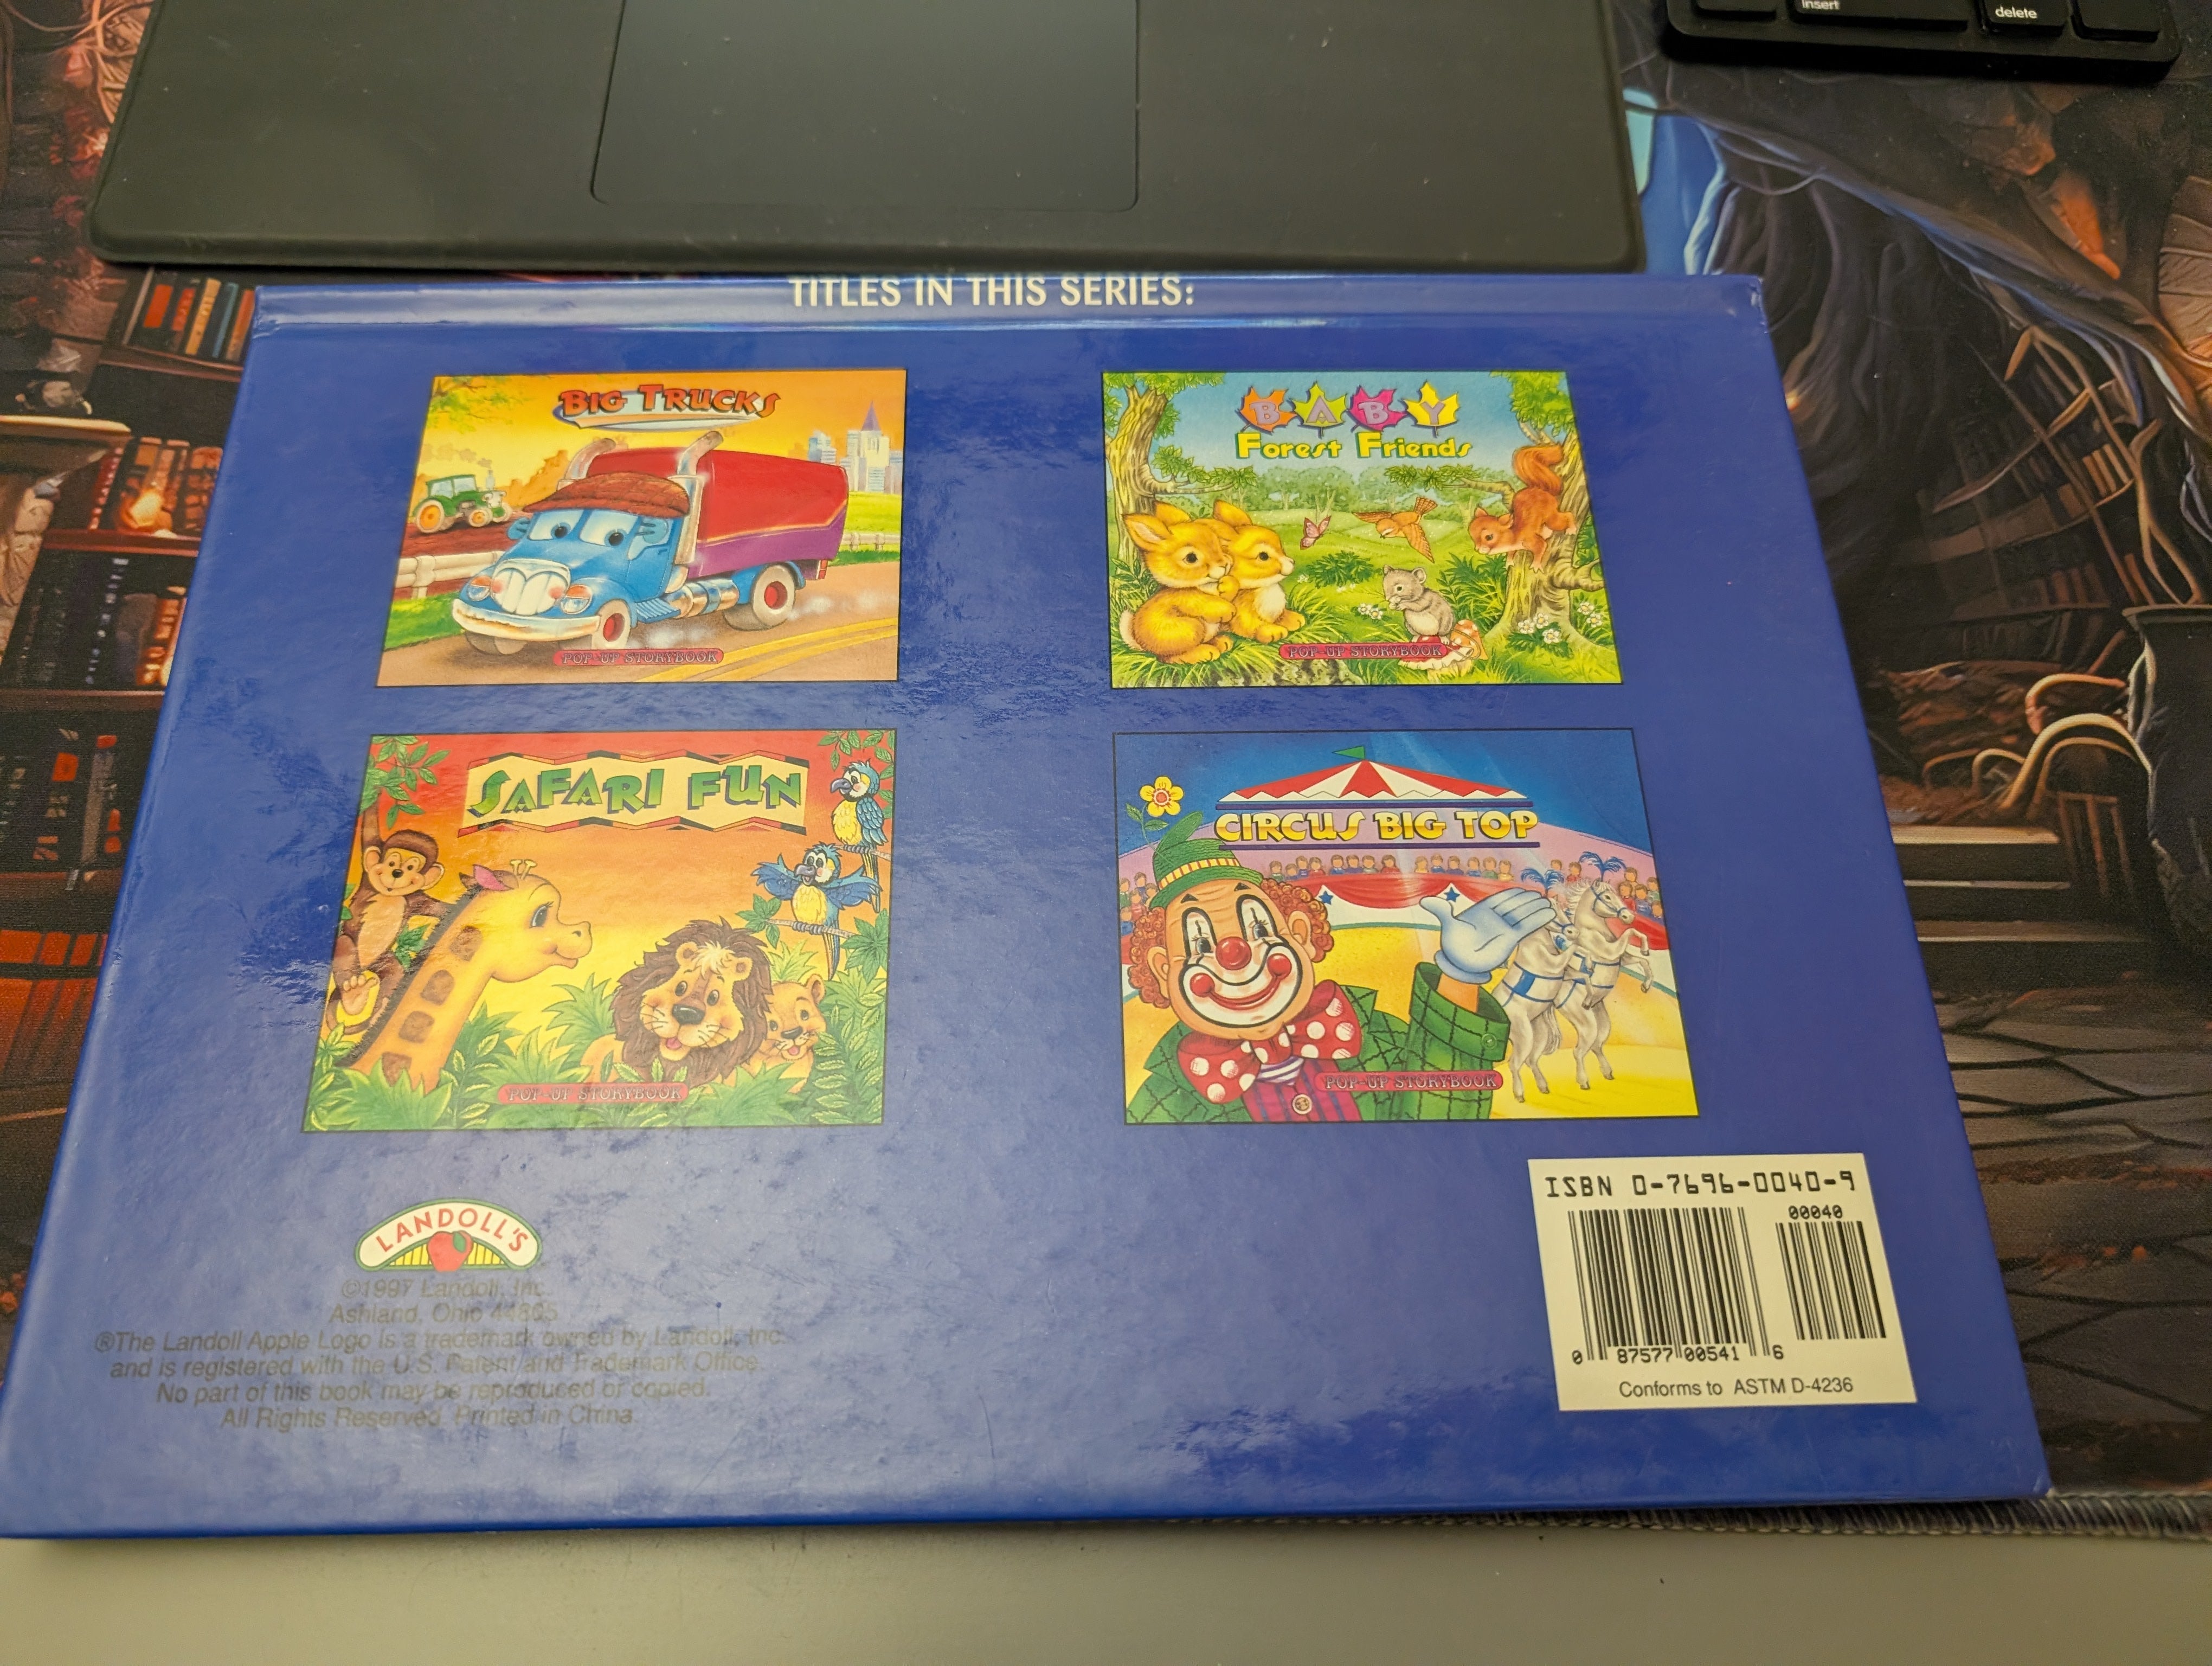 insert
delete
TITLES IN THIS SERIES:
BIG TRUCKS
POP-UP STORYBOOK
BABY
Forest Friends
POP-UP STORYBOOK
SAFARI FUN
POP-UP STORYBOOK
CIRCUS BIG TOP
POP-UP STORYBOOK
LANDOLL'S
©1997 Landoll, Inc.
Ashland, Ohio 44805
®The Landoll Apple Logo is a trademark owned by Landoll, Inc.
and is registered with the U.S. Patent and Trademark Office.
No part of this book may be reproduced or copied.
All Rights Reserved. Printed in China.
ISBN 0-7696-0040-9
00040
0 87577 00541 6
Conforms to ASTM D-4236